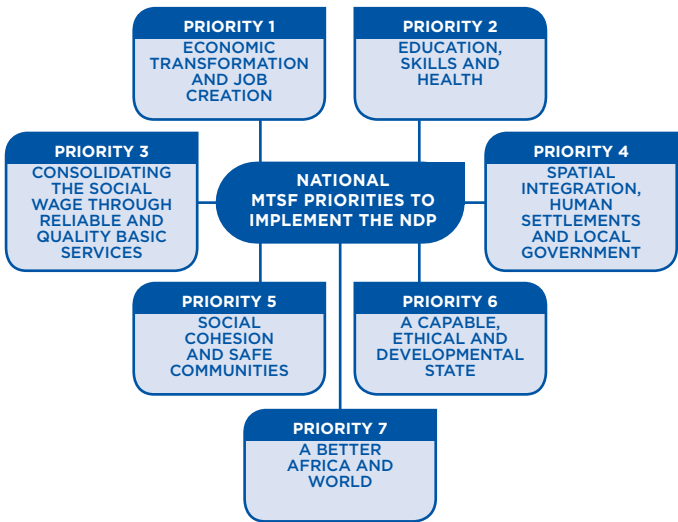 PRIORITY 1
ECONOMIC
TRANSFORMATION
AND JOB
CREATION
PRIORITY 2
EDUCATION,
SKILLS AND
HEALTH
PRIORITY 3
CONSOLIDATING
THE SOCIAL
WAGE THROUGH
RELIABLE AND
QUALITY BASIC
SERVICES
NATIONAL
MTSF PRIORITIES TO
IMPLEMENT THE NDP
PRIORITY 4
SPATIAL
INTEGRATION,
HUMAN
SETTLEMENTS
AND LOCAL
GOVERNMENT
PRIORITY 5
SOCIAL
COHESION
AND SAFE
COMMUNITIES
PRIORITY 6
A CAPABLE,
ETHICAL AND
DEVELOPMENTAL
STATE
PRIORITY 7
A BETTER
AFRICA AND
WORLD